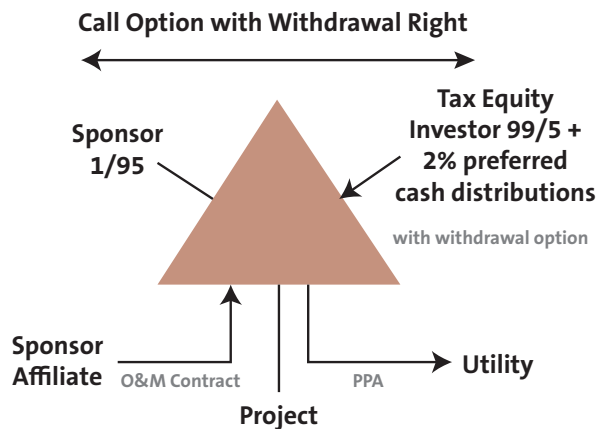 Call Option with Withdrawal Right
Sponsor
1/95
Tax Equity
Investor 99/5 +
2% preferred
cash distributions
with withdrawal option
Sponsor
Affiliate
O&M Contract
PPA
Utility
Project